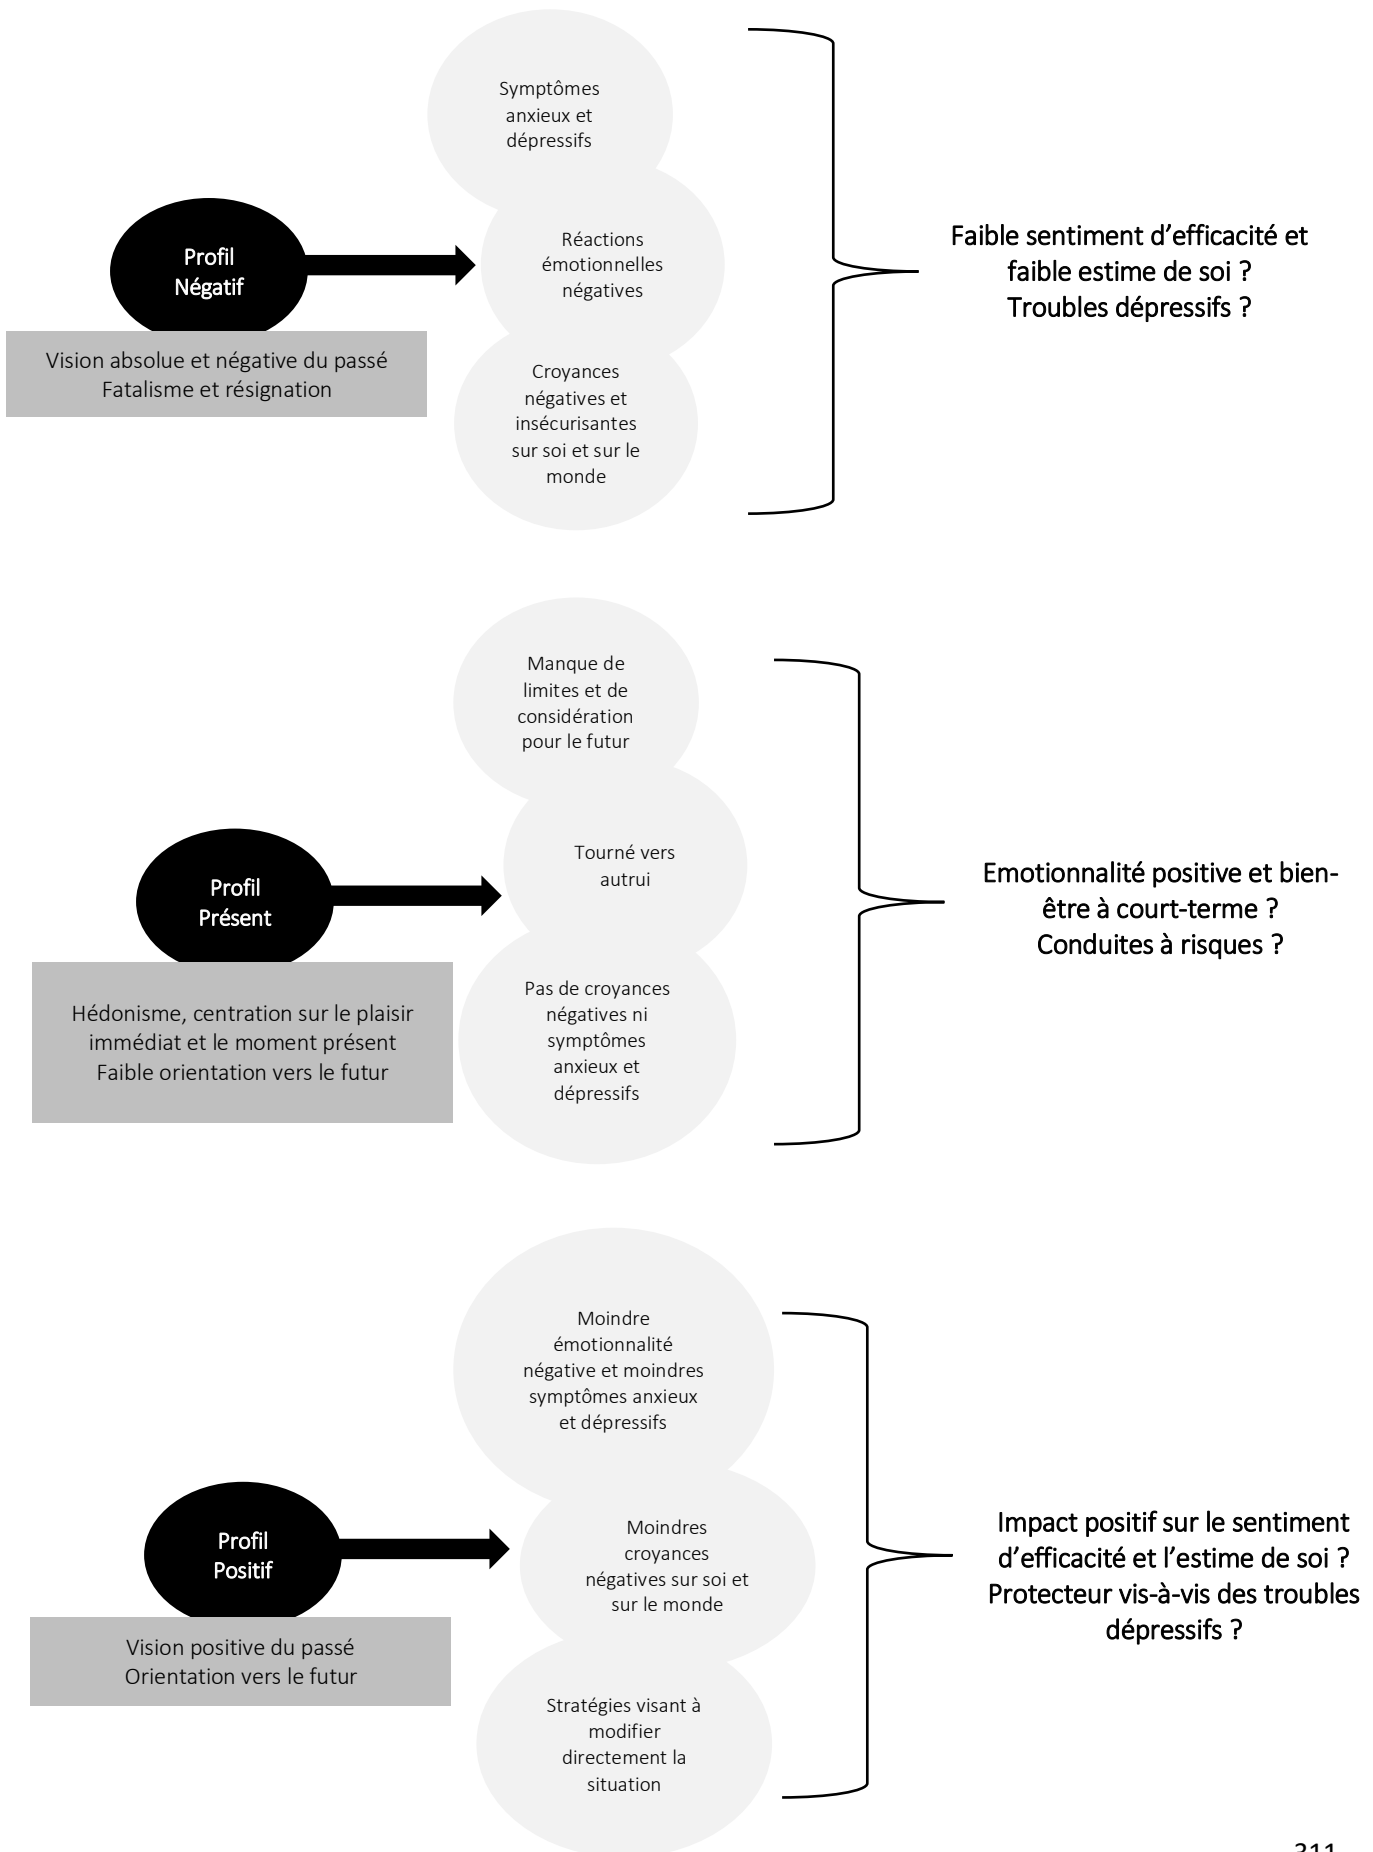 Symptômes
anxieux et
dépressifs
Profil
Négatif
Réactions
émotionnelles
négatives
Vision absolue et négative du passé
Fatalisme et résignation
Croyances
négatives et
insécurisantes
sur soi et sur le
monde
Faible sentiment d’efficacité et
faible estime de soi ?
Troubles dépressifs ?
Manque de
limites et de
considération
pour le futur
Profil
Présent
Tourné vers
autrui
Hédonisme, centration sur le plaisir
immédiat et le moment présent
Faible orientation vers le futur
Pas de croyances
négatives ni
symptômes
anxieux et
dépressifs
Emotionnalité positive et bien-
être à court-terme ?
Conduites à risques ?
Moindre
émotionnalité
négative et moindres
symptômes anxieux
et dépressifs
Profil
Positif
Moindres
croyances
négatives sur soi et
sur le monde
Vision positive du passé
Orientation vers le futur
Stratégies visant à
modifier
directement la
situation
Impact positif sur le sentiment
d’efficacité et l’estime de soi ?
Protecteur vis-à-vis des troubles
dépressifs ?
311